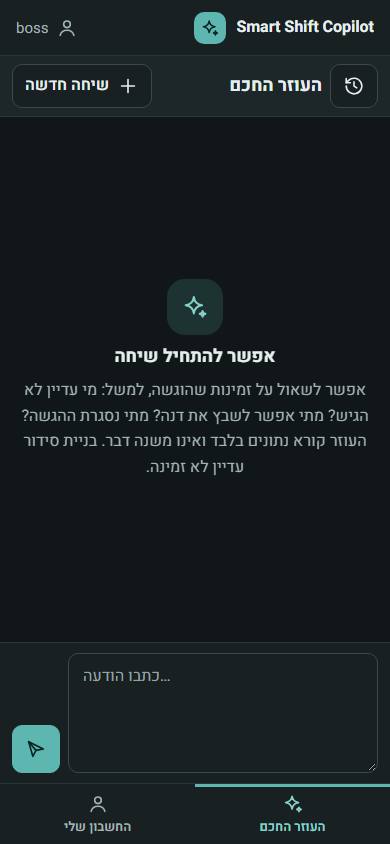 Smart Shift Copilot
boss
העוזר החכם
שיחה חדשה
אפשר להתחיל שיחה
אפשר לשאול על זמינות שהוגשה, למשל: מי עדיין לא
הגיש? מתי אפשר לשבץ את דנה? מתי נסגרת ההגשה?
העוזר קורא נתונים בלבד ואינו משנה דבר. בניית סידור
עדיין לא זמינה.
כתבו הודעה...
העוזר החכם
החשבון שלי